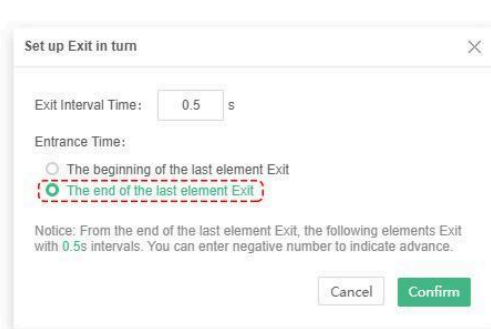 Set up Exit in turn
Exit Interval Time: 0.5 s
Entrance Time:
The beginning of the last element Exit
The end of the last element Exit
Notice: From the end of the last element Exit, the following elements Exit
with 0.5s intervals. You can enter negative number to indicate advance.
Cancel Confirm